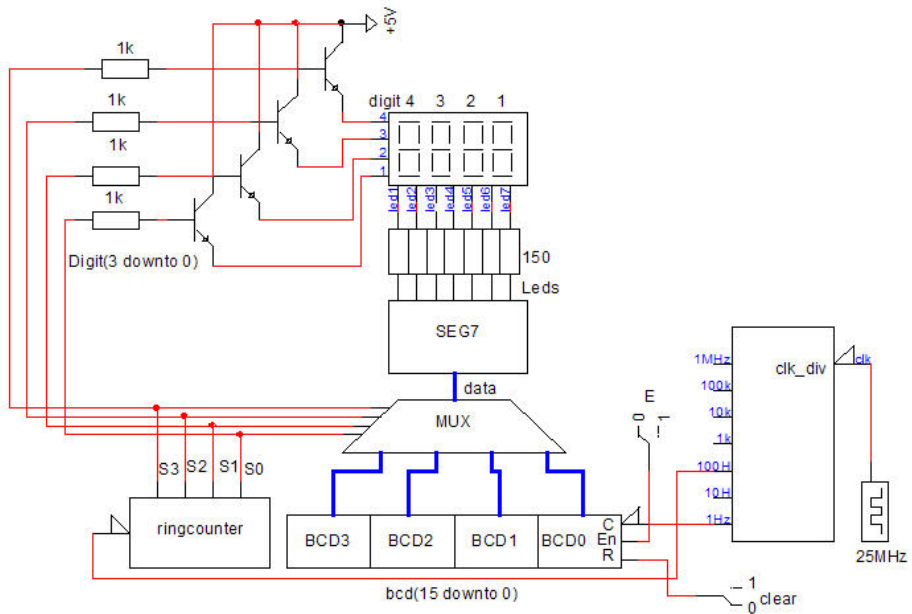 +5V
1k
1k
1k
1k
digit 4 3 2 1
4
3
2
1
led1 led2 led3 led4 led5 led6 led7
Digit(3 downto 0)
150
Leds
SEG7
data
MUX
E
0
1
1MHz
100k
10k
1k
100H
10H
1Hz
clk_div
clk
25MHz
S3 S2 S1 S0
ringcounter
BCD3 BCD2 BCD1 BCD0
C
En
R
bcd(15 downto 0)
1
0
clear